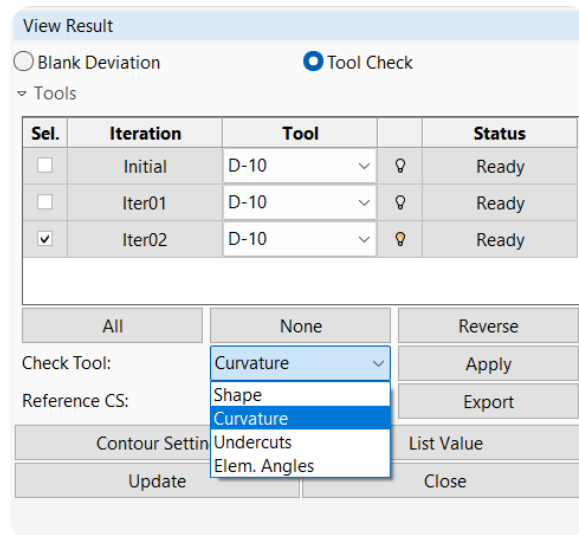 View Result
Blank Deviation Tool Check
Tools
Sel. Iteration Tool Status
Initial D-10 Ready
Iter01 D-10 Ready
Iter02 D-10 Ready
All None Reverse
Check Tool: Curvature Apply
Reference CS: Shape Export
Curvature
Contour Settin Undercuts List Value
Elem. Angles
Update Close